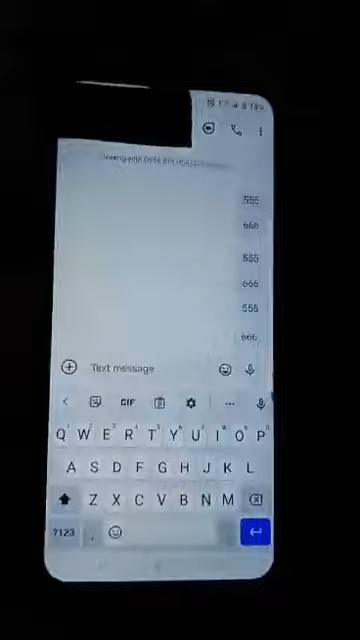 555
666
555
666
555
666
Text message
GIF
Q W E R T Y U I O P
A S D F G H J K L
Z X C V B N M
?123 ,